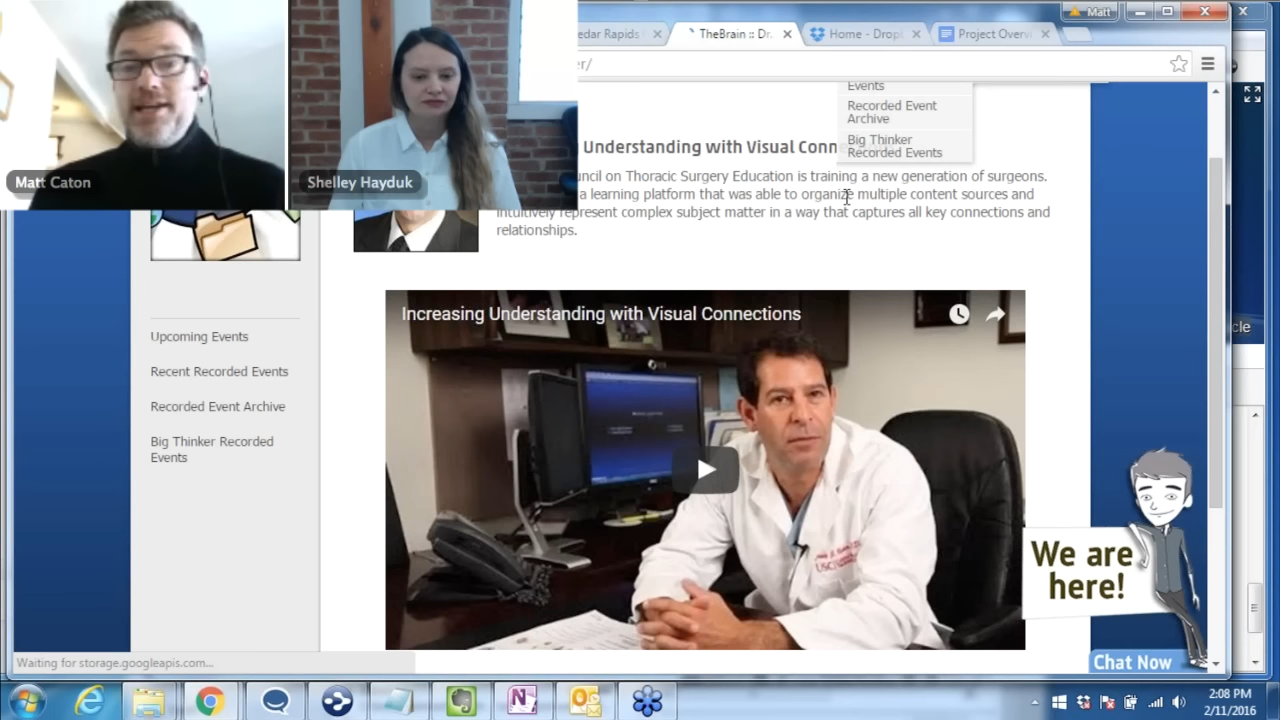 Matt
edar Rapids
TheBrain :: Dr.
Home - Dropb
Project Overvi
er/
Events
Recorded Event
Archive
Big Thinker
Recorded Events
Matt Caton
Shelley Hayduk
Understanding with Visual Conn
uncil on Thoracic Surgery Education is training a new generation of surgeons.
a learning platform that was able to organize multiple content sources and
intuitively represent complex subject matter in a way that captures all key connections and
relationships.
Upcoming Events
Recent Recorded Events
Recorded Event Archive
Big Thinker Recorded
Events
Increasing Understanding with Visual Connections
cle
We are
here!
Chat Now
Waiting for storage.googleapis.com...
2:08 PM
2/11/2016